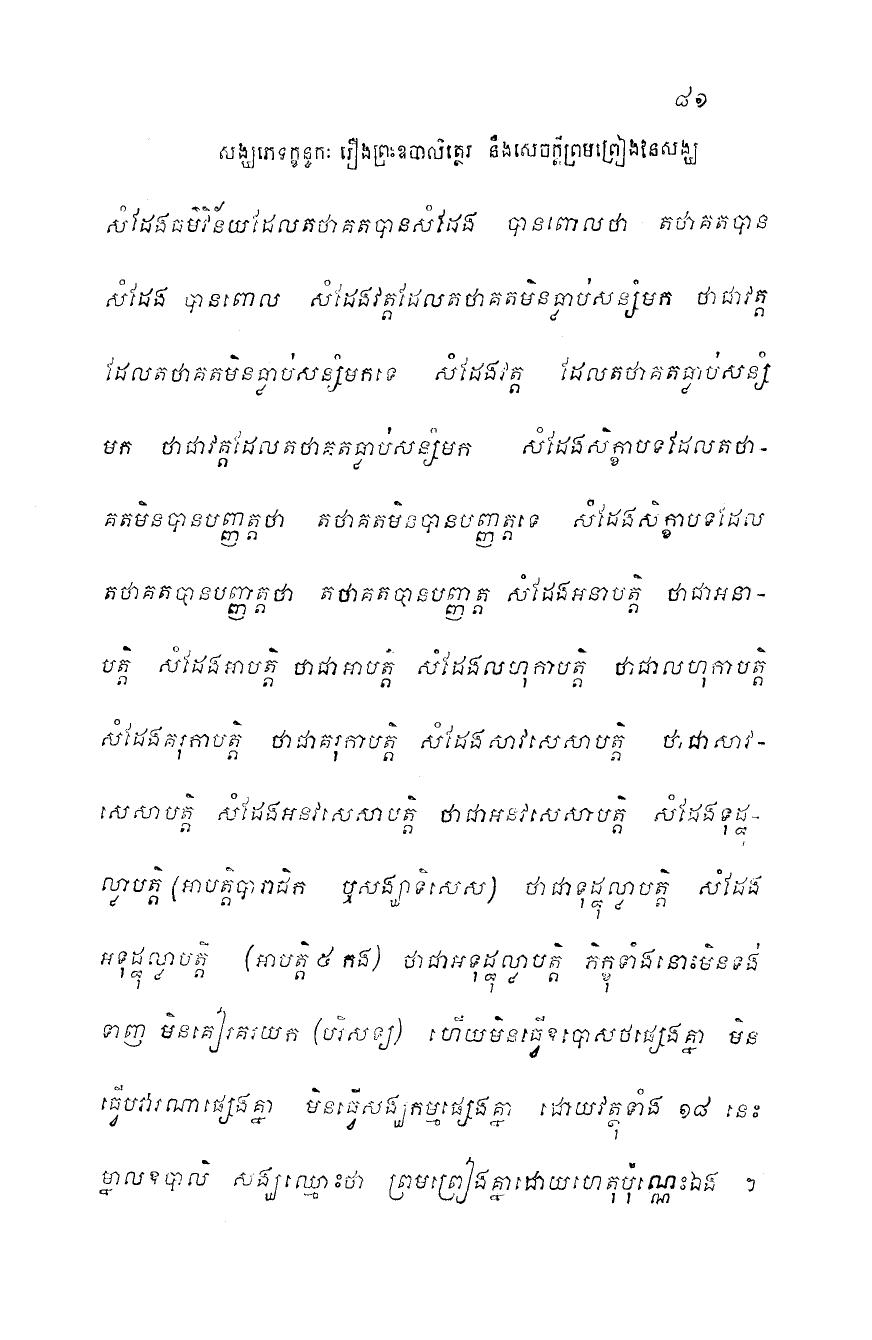 ៨១
សង្ឃភេទក្ខន្ធកៈ រឿងព្រះឧបាលិត្ថេរ នឹងសេចក្តីព្រមព្រៀងនៃសង្ឃ
សំដែងធម៌វិន័យដែលតថាគតបានសំដែង បានពោលថា តថាគតបាន
សំដែង បានពោល សំដែងវត្តដែលតថាគតមិនធ្លាប់សន្សំមក ថាជាវត្ត
ដែលតថាគតមិនធ្លាប់សន្សំមកទេ សំដែងវត្ត ដែលតថាគតធ្លាប់សន្សំ
មក ថាជាវត្តដែលតថាគតធ្លាប់សន្សំមក សំដែងសិក្ខាបទដែលតថា-
គតមិនបានបញ្ញត្តថា តថាគតមិនបានបញ្ញត្តទេ សំដែងសិក្ខាបទដែល
តថាគតបានបញ្ញត្តថា តថាគតបានបញ្ញត្ត សំដែងអនាបត្តិ ថាជាអនា-
បត្តិ សំដែងអាបត្តិ ថាជាអាបត្តិ សំដែងលហុកាបត្តិ ថាជាលហុកាបត្តិ
សំដែងគរុកាបត្តិ ថាជាគរុកាបត្តិ សំដែងសាវសេសាបត្តិ ថាជាសាវ-
សេសាបត្តិ សំដែងអនវសេសាបត្តិ ថាជាអនវសេសាបត្តិ សំដែងទុដ្ឋុ-
ល្លាបត្តិ (អាបត្តិបារាជិក ឬសង្ឃាទិសេស) ថាជាទុដ្ឋុល្លាបត្តិ សំដែង
អទុដ្ឋុល្លាបត្តិ (អាបត្តិ ៥ កង) ថាជាអទុដ្ឋុល្លាបត្តិ ភិក្ខុទាំងនោះមិនទង់
ទាញ មិនគៀរគរយក (បរិសទ្យ) ហើយមិនធ្វើឧបោសថផ្សេងគ្នា មិន
ធ្វើបវារណាផ្សេងគ្នា មិនធ្វើសង្ឃកម្មផ្សេងគ្នា ដោយវត្ថុទាំង ១៨ នេះ
ម្នាលឧបាលិ សង្ឃឈ្មោះថា ព្រមព្រៀងគ្នាដោយហេតុប៉ុណ្ណេះឯង ។